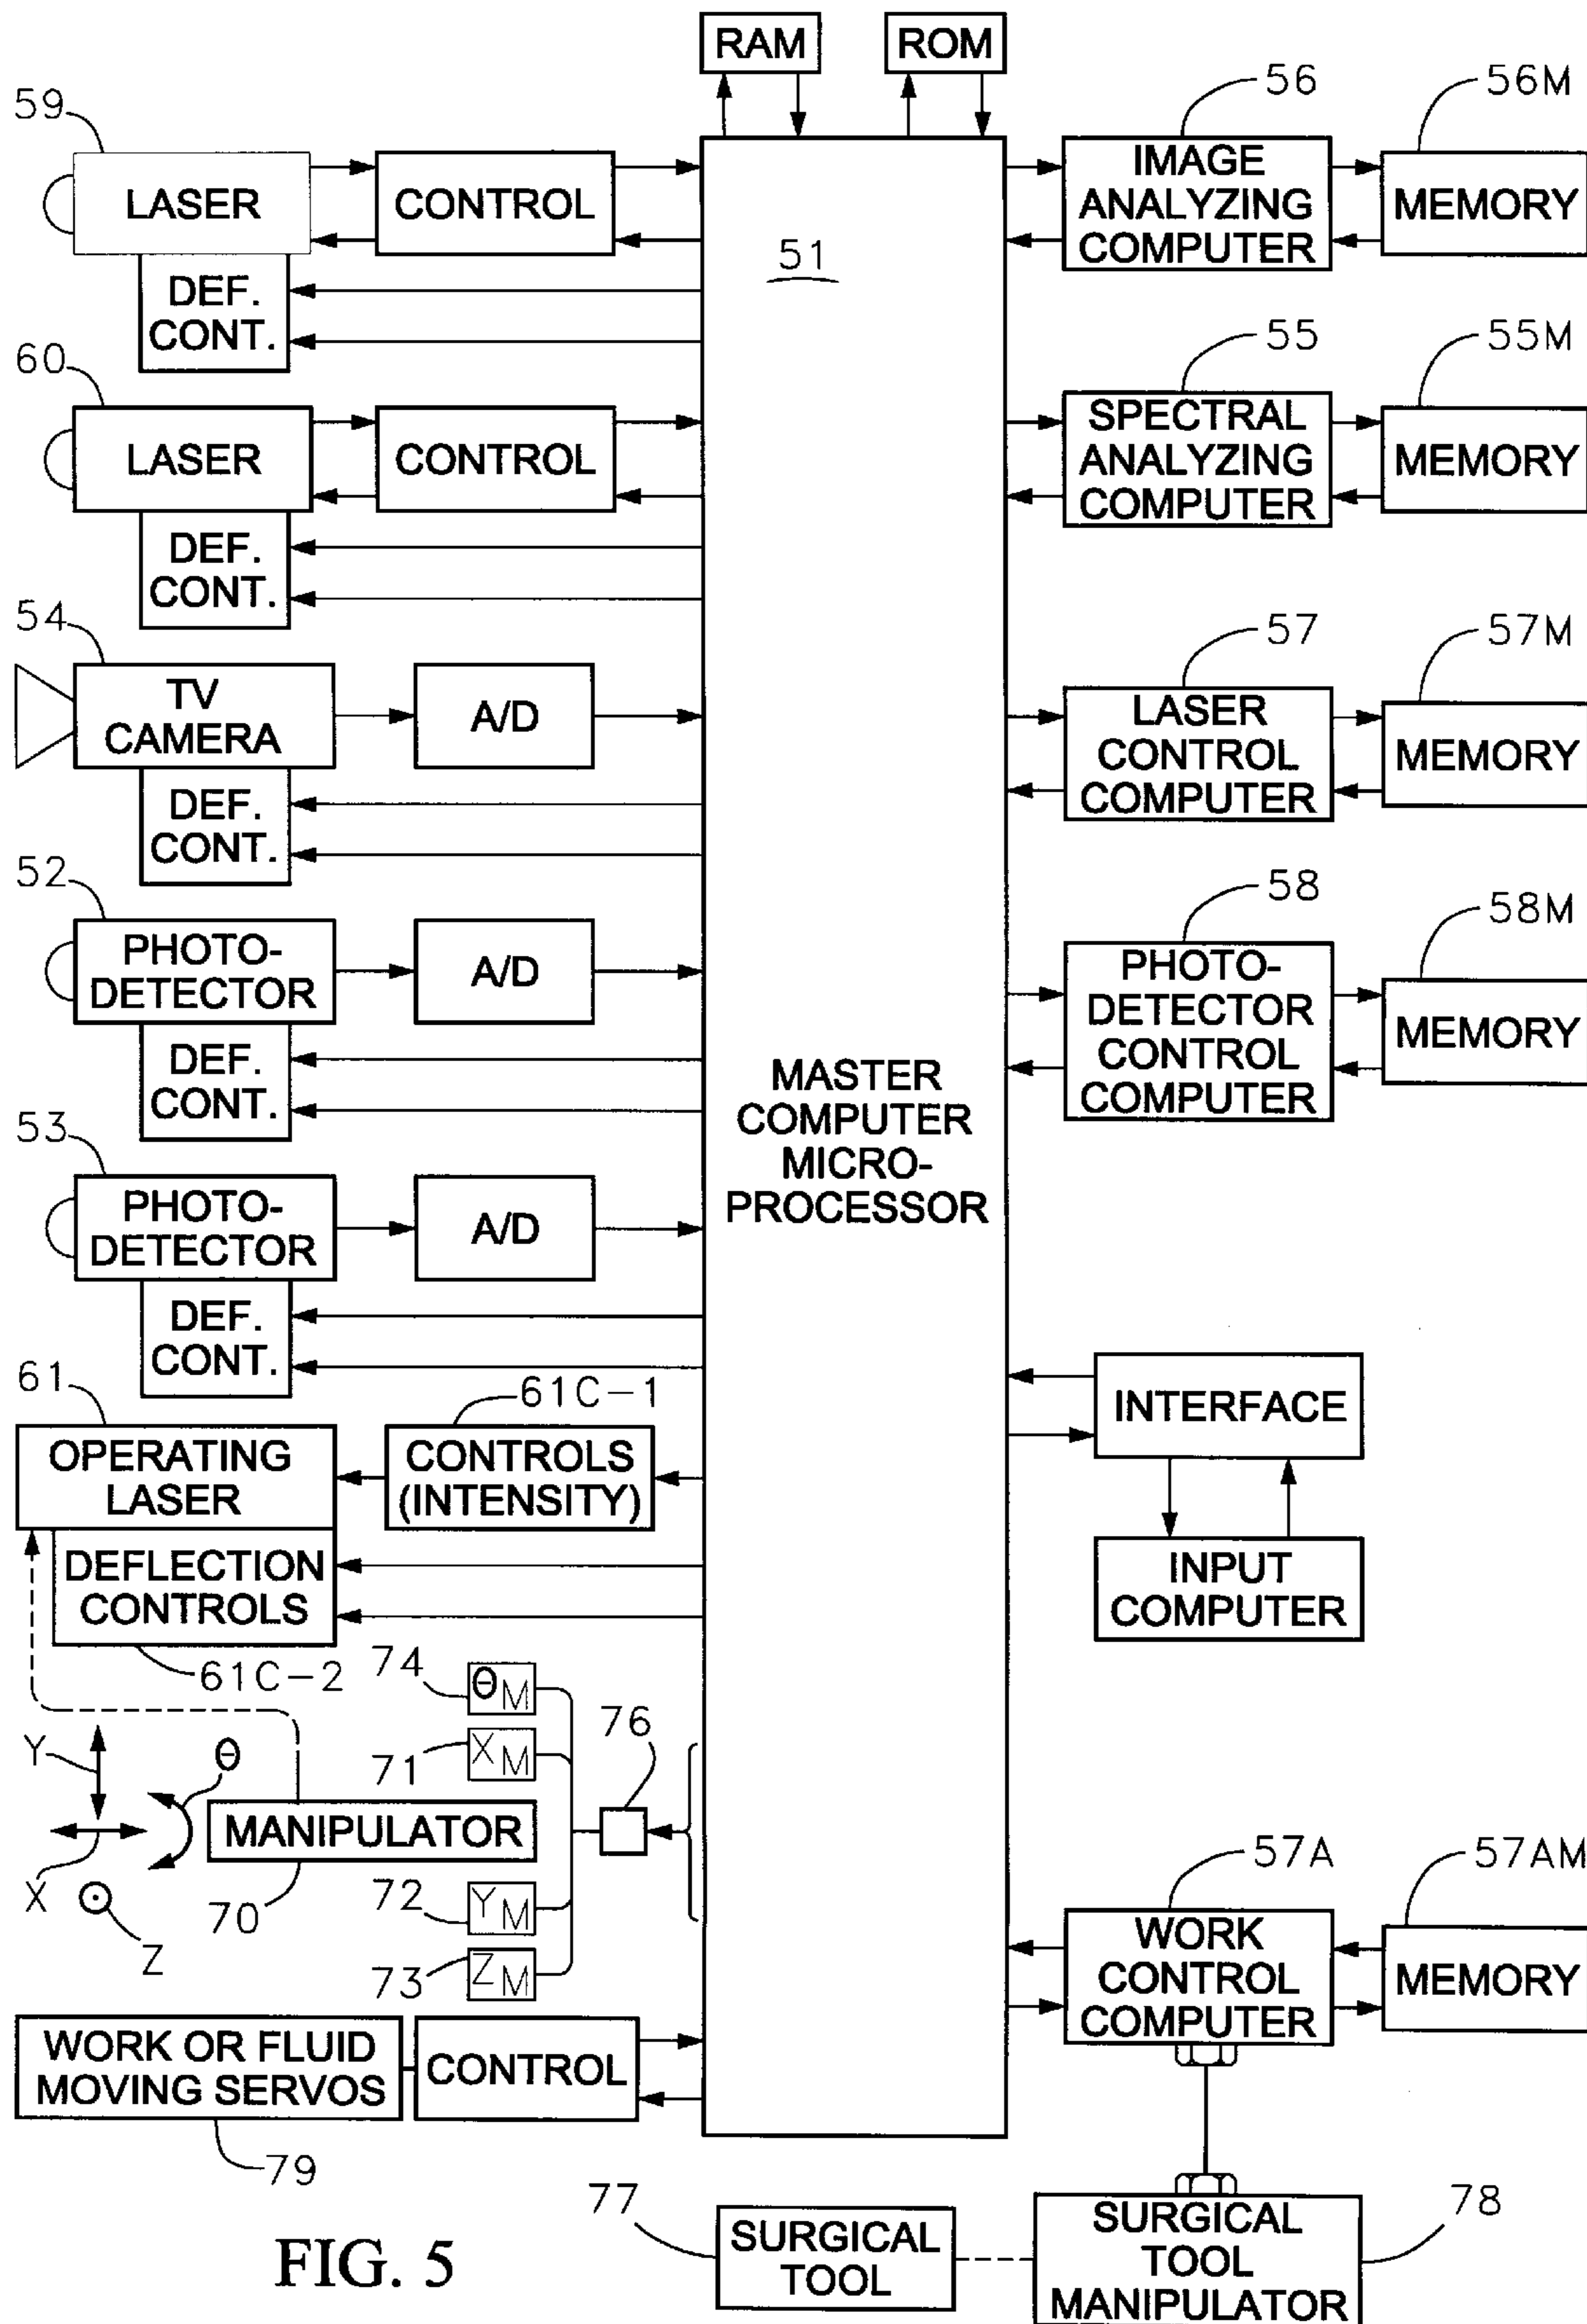 RAM
ROM
59
LASER
CONTROL
DEF.
CONT.
60
LASER
CONTROL
DEF.
CONT.
54
TV
CAMERA
A/D
DEF.
CONT.
52
PHOTO-
DETECTOR
A/D
DEF.
CONT.
53
PHOTO-
DETECTOR
A/D
DEF.
CONT.
61
OPERATING
LASER
61C-1
CONTROLS
(INTENSITY)
DEFLECTION
CONTROLS
61C-2
74
ΘM
71
XM
76
Y
Θ
X
Z
MANIPULATOR
70
72
YM
73
ZM
WORK OR FLUID
MOVING SERVOS
CONTROL
79
51
MASTER
COMPUTER
MICRO-
PROCESSOR
56
56M
IMAGE
ANALYZING
COMPUTER
MEMORY
55
55M
SPECTRAL
ANALYZING
COMPUTER
MEMORY
57
57M
LASER
CONTROL
COMPUTER
MEMORY
58
58M
PHOTO-
DETECTOR
CONTROL
COMPUTER
MEMORY
INTERFACE
INPUT
COMPUTER
57A
57AM
WORK
CONTROL
COMPUTER
MEMORY
77
SURGICAL
TOOL
78
SURGICAL
TOOL
MANIPULATOR
FIG. 5